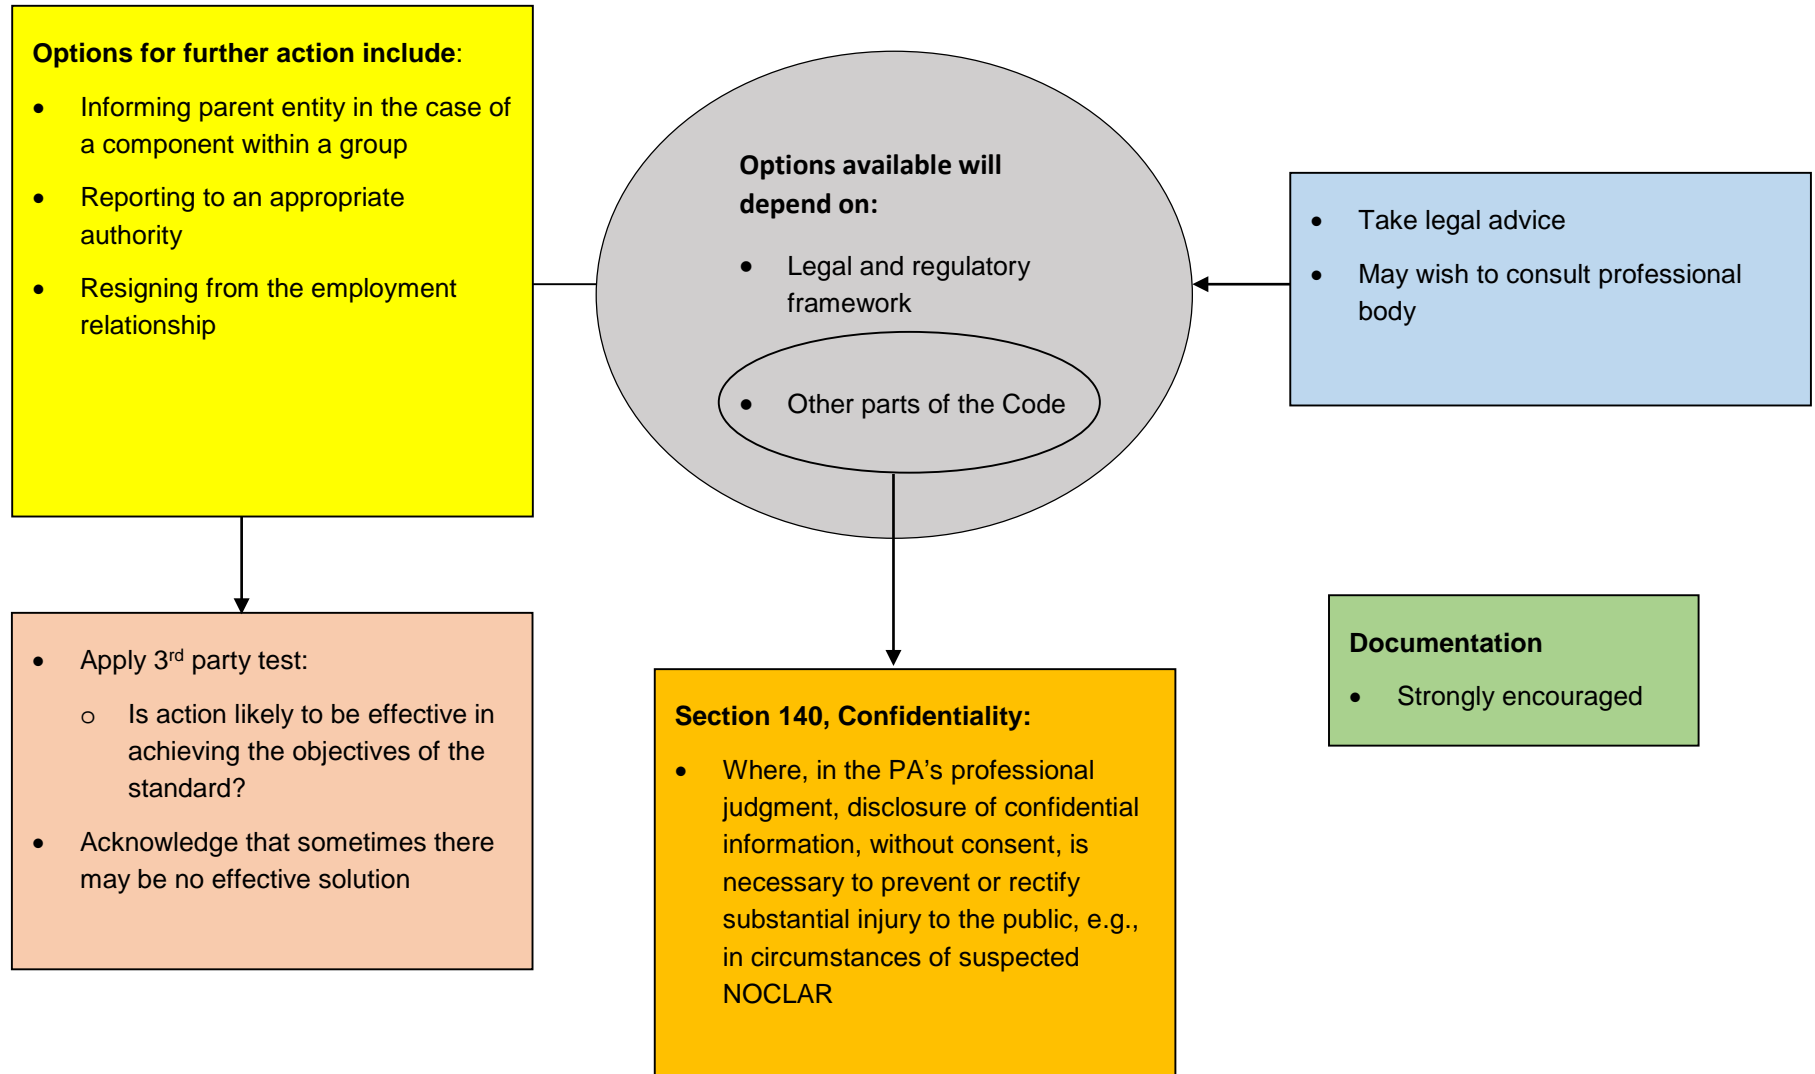 Options for further action include:
• Informing parent entity in the case of
a component within a group
• Reporting to an appropriate
authority
• Resigning from the employment
relationship
Options available will
depend on:
• Legal and regulatory
framework
• Other parts of the Code
• Take legal advice
• May wish to consult professional
body
• Apply 3rd party test:
o Is action likely to be effective in
achieving the objectives of the
standard?
• Acknowledge that sometimes there
may be no effective solution
Section 140, Confidentiality:
• Where, in the PA’s professional
judgment, disclosure of confidential
information, without consent, is
necessary to prevent or rectify
substantial injury to the public, e.g.,
in circumstances of suspected
NOCLAR
Documentation
• Strongly encouraged